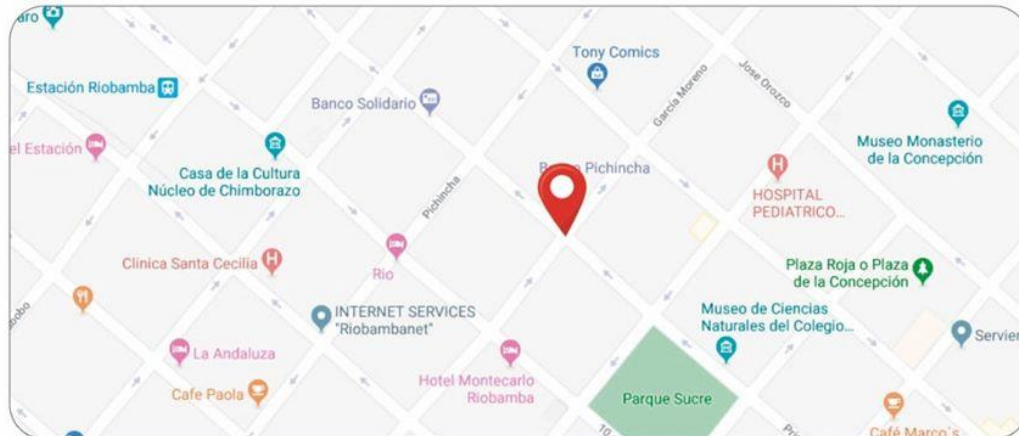 aro
Tony Comics
Jose Orozco
Estación Riobamba
García Moreno
Banco Solidario
Museo Monasterio
de la Concepción
el Estación
Casa de la Cultura
Núcleo de Chimborazo
Pichincha
Pichincha
HOSPITAL
PEDIATRICO...
Clinica Santa Cecilia
Rio
Plaza Roja o Plaza
de la Concepción
INTERNET SERVICES
"Riobambanet"
Museo de Ciencias
Naturales del Colegio...
Servien
La Andaluza
Hotel Montecarlo
Riobamba
Cafe Paola
Parque Sucre
10
Café Marco`s